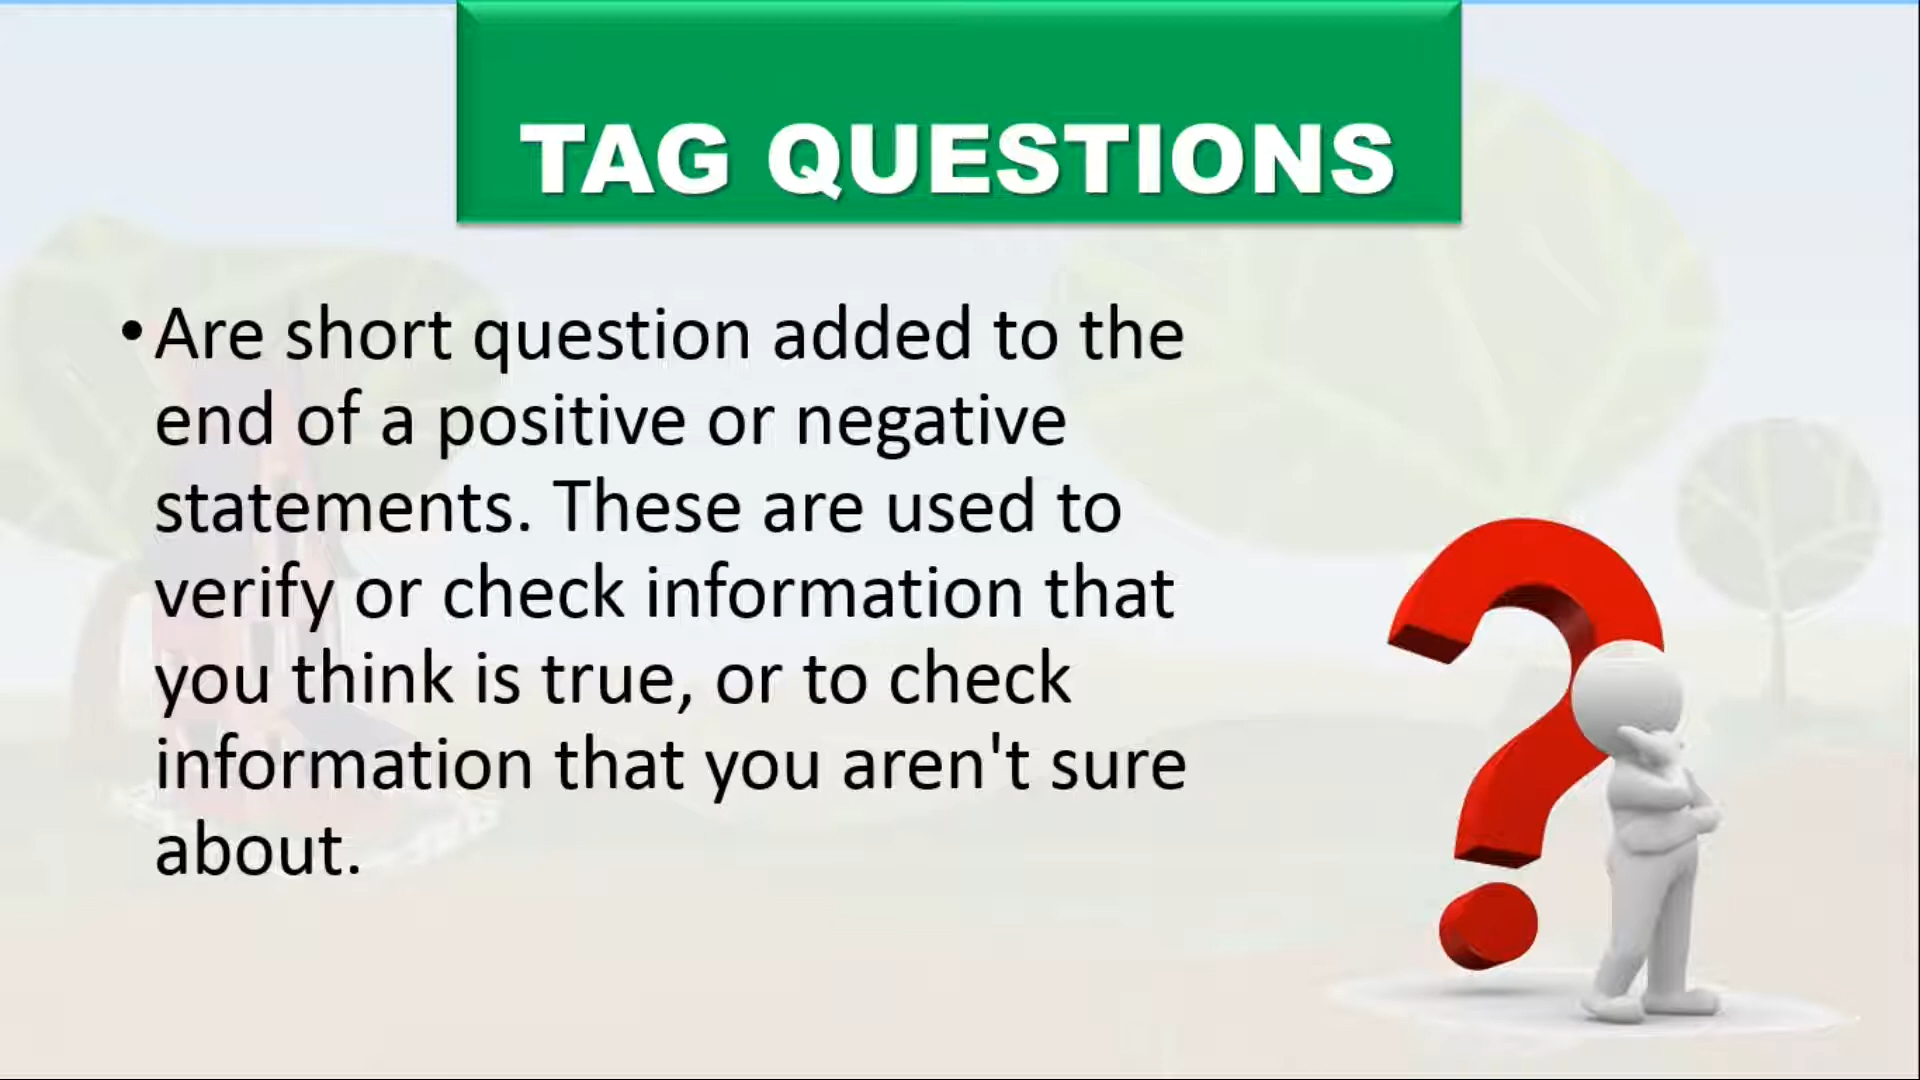 TAG QUESTIONS
•Are short question added to the
end of a positive or negative
statements. These are used to
verify or check information that
you think is true, or to check
information that you aren't sure
about.